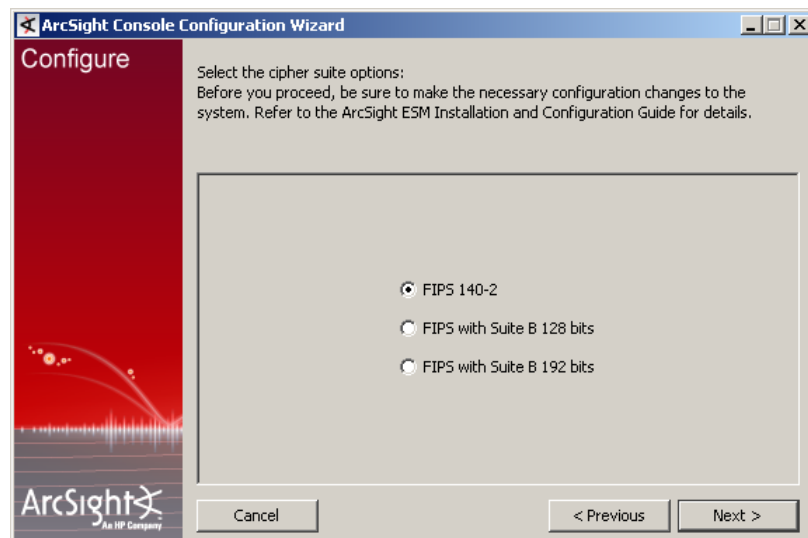 ArcSight Console Configuration Wizard
Configure
Select the cipher suite options:
Before you proceed, be sure to make the necessary configuration changes to the
system. Refer to the ArcSight ESM Installation and Configuration Guide for details.
FIPS 140-2
FIPS with Suite B 128 bits
FIPS with Suite B 192 bits
ArcSight
An HP Company
Cancel
< Previous
Next >